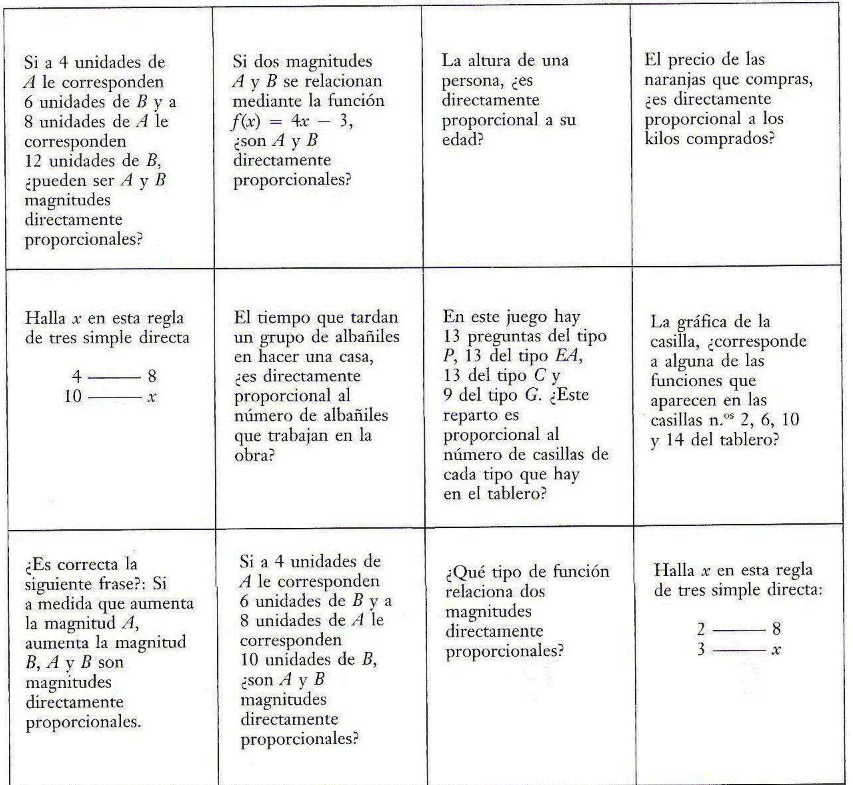 Si a 4 unidades de
A le corresponden
6 unidades de B y a
8 unidades de A le
corresponden
12 unidades de B,
¿pueden ser A y B
magnitudes
directamente
proporcionales?
Si dos magnitudes
A y B se relacionan
mediante la función
f(x) = 4x − 3,
¿son A y B
directamente
proporcionales?
La altura de una
persona, ¿es
directamente
proporcional a su
edad?
El precio de las
naranjas que compras,
¿es directamente
proporcional a los
kilos comprados?
Halla x en esta regla
de tres simple directa
4 —— 8
10 —— x
El tiempo que tardan
un grupo de albañiles
en hacer una casa,
¿es directamente
proporcional al
número de albañiles
que trabajan en la
obra?
En este juego hay
13 preguntas del tipo
P, 13 del tipo EA,
13 del tipo C y
9 del tipo G. ¿Este
reparto es
proporcional al
número de casillas de
cada tipo que hay
en el tablero?
La gráfica de la
casilla, ¿corresponde
a alguna de las
funciones que
aparecen en las
casillas n.ºs 2, 6, 10
y 14 del tablero?
¿Es correcta la
siguiente frase?: Si
a medida que aumenta
la magnitud A,
aumenta la magnitud
B, A y B son
magnitudes
directamente
proporcionales.
Si a 4 unidades de
A le corresponden
6 unidades de B y a
8 unidades de A le
corresponden
10 unidades de B,
¿son A y B
magnitudes
directamente
proporcionales?
¿Qué tipo de función
relaciona dos
magnitudes
directamente
proporcionales?
Halla x en esta regla
de tres simple directa:
2 —— 8
3 —— x